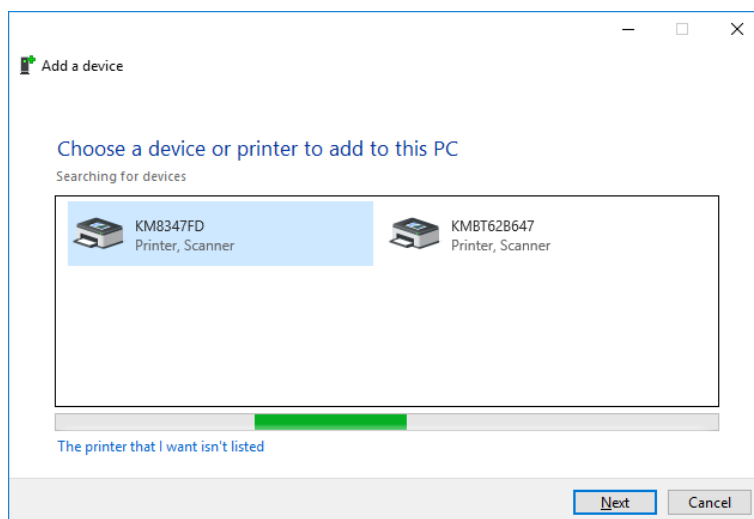 Add a device
Choose a device or printer to add to this PC
Searching for devices
KM8347FD
Printer, Scanner
KMBT62B647
Printer, Scanner
The printer that I want isn't listed
Next
Cancel